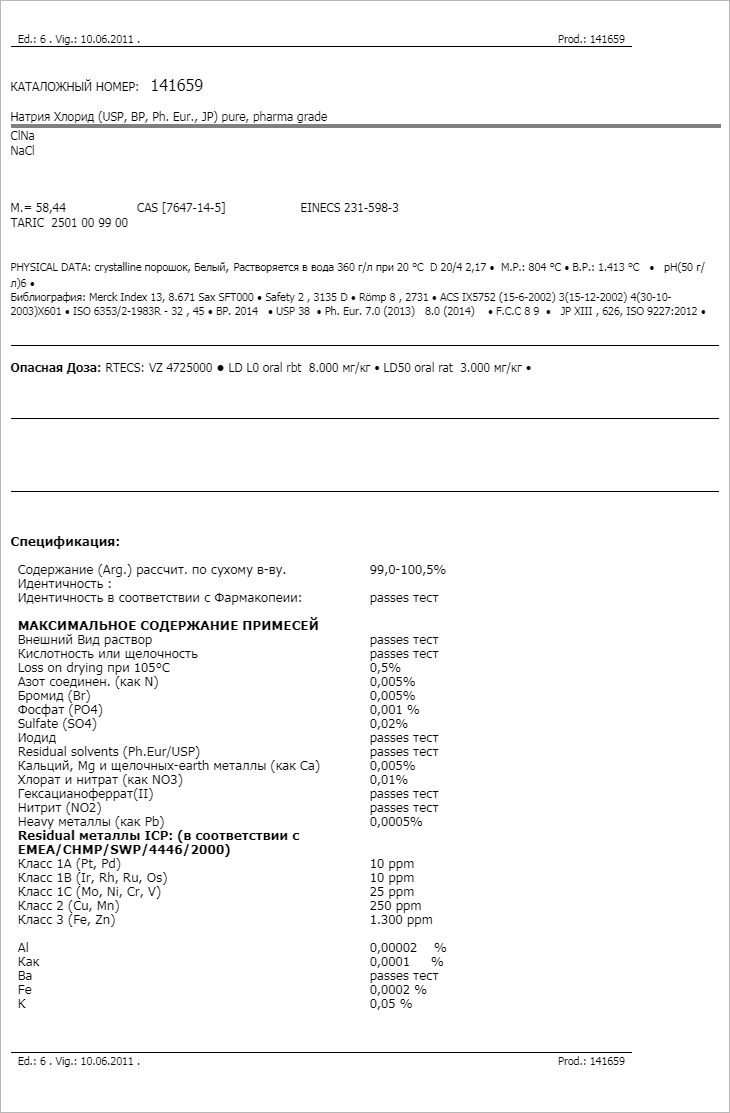 Ed.: 6 . Vig.: 10.06.2011 . Prod.: 141659
КАТАЛОЖНЫЙ НОМЕР: 141659
Натрия Хлорид (USP, BP, Ph. Eur., JP) pure, pharma grade
ClNa
NaCl
M.= 58,44 CAS [7647-14-5] EINECS 231-598-3
TARIC 2501 00 99 00
PHYSICAL DATA: crystalline порошок, Белый, Растворяется в вода 360 г/л при 20 °C D 20/4 2,17 • M.P.: 804 °C • B.P.: 1.413 °C • pH(50 г/
л)6 •
Библиография: Merck Index 13, 8.671 Sax SFT000 • Safety 2 , 3135 D • Römp 8 , 2731 • ACS IX5752 (15-6-2002) 3(15-12-2002) 4(30-10-
2003)X601 • ISO 6353/2-1983R - 32 , 45 • BP. 2014 • USP 38 • Ph. Eur. 7.0 (2013) 8.0 (2014) • F.C.C 8 9 • JP XIII , 626, ISO 9227:2012 •
Опасная Доза: RTECS: VZ 4725000 ● LD L0 oral rbt 8.000 мг/кг • LD50 oral rat 3.000 мг/кг •
Спецификация:
Содержание (Arg.) рассчит. по сухому в-ву. 99,0-100,5%
Идентичность :
Идентичность в соответствии с Фармакопеии: passes тест
МАКСИМАЛЬНОЕ СОДЕРЖАНИЕ ПРИМЕСЕЙ
Внешний Вид раствор passes тест
Кислотность или щелочность passes тест
Loss on drying при 105°C 0,5%
Азот соединен. (как N) 0,005%
Бромид (Br) 0,005%
Фосфат (PO4) 0,001 %
Sulfate (SO4) 0,02%
Иодид passes тест
Residual solvents (Ph.Eur/USP) passes тест
Кальций, Mg и щелочных-earth металлы (как Ca) 0,005%
Хлорат и нитрат (как NO3) 0,01%
Гексацианоферрат(II) passes тест
Нитрит (NO2) passes тест
Heavy металлы (как Pb) 0,0005%
Residual металлы ICP: (в соответствии с
EMEA/CHMP/SWP/4446/2000)
Класс 1A (Pt, Pd) 10 ppm
Класс 1B (Ir, Rh, Ru, Os) 10 ppm
Класс 1C (Mo, Ni, Cr, V) 25 ppm
Класс 2 (Cu, Mn) 250 ppm
Класс 3 (Fe, Zn) 1.300 ppm
Al 0,00002 %
Как 0,0001 %
Ba passes тест
Fe 0,0002 %
K 0,05 %
Ed.: 6 . Vig.: 10.06.2011 . Prod.: 141659